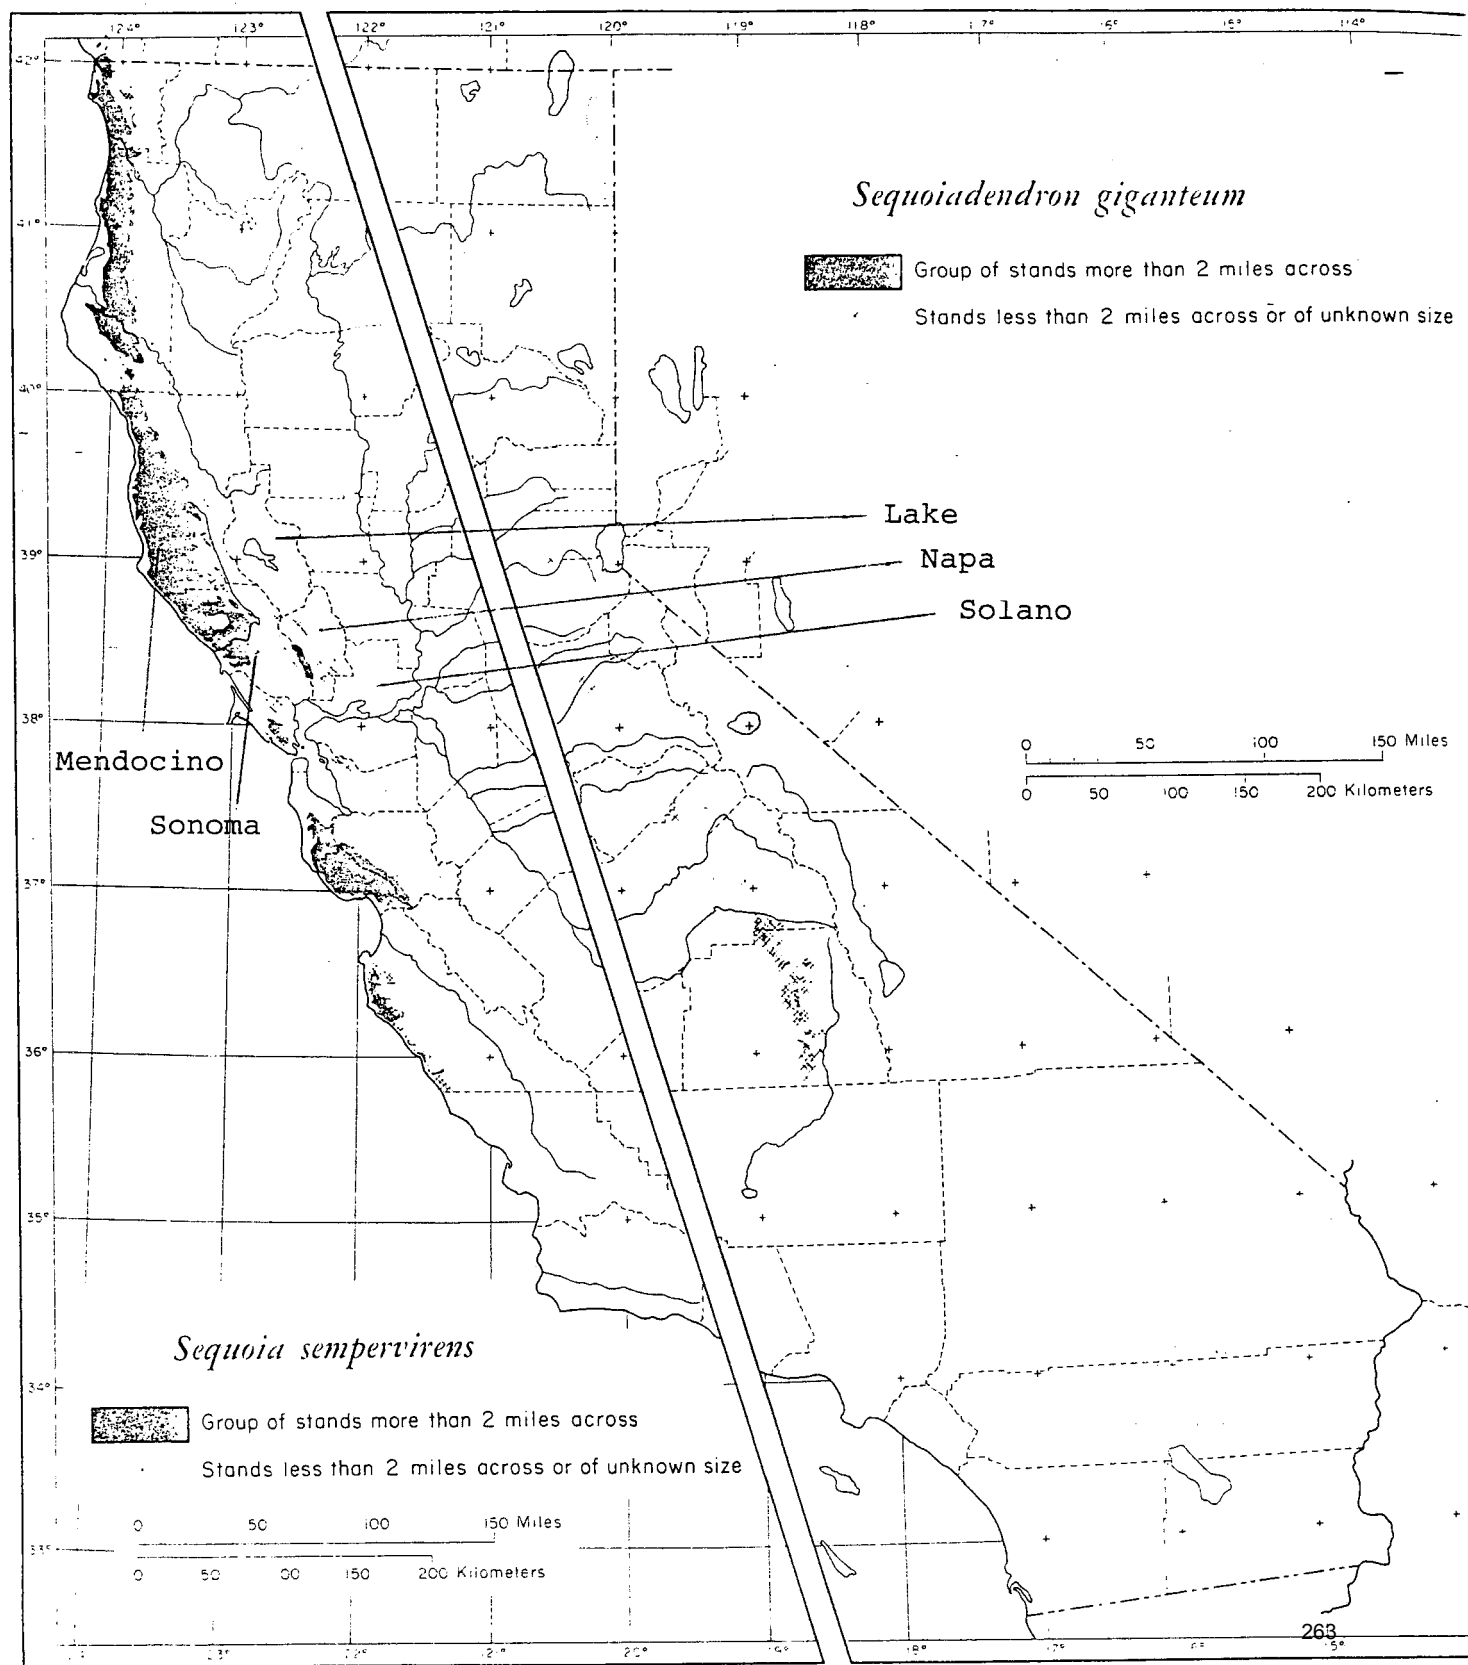 124° 123° 122° 121° 120° 119° 118°
42°
Sequoiadendron giganteum
41°
Group of stands more than 2 miles across
Stands less than 2 miles across or of unknown size
40°
Lake
39°
Napa
Solano
38°
0 50 100 150 Miles
0 50 100 150 200 Kilometers
Mendocino
Sonoma
37°
36°
35°
Sequoia sempervirens
34°
Group of stands more than 2 miles across
Stands less than 2 miles across or of unknown size
0 50 100 150 Miles
0 50 150 200 Kilometers
33°
263